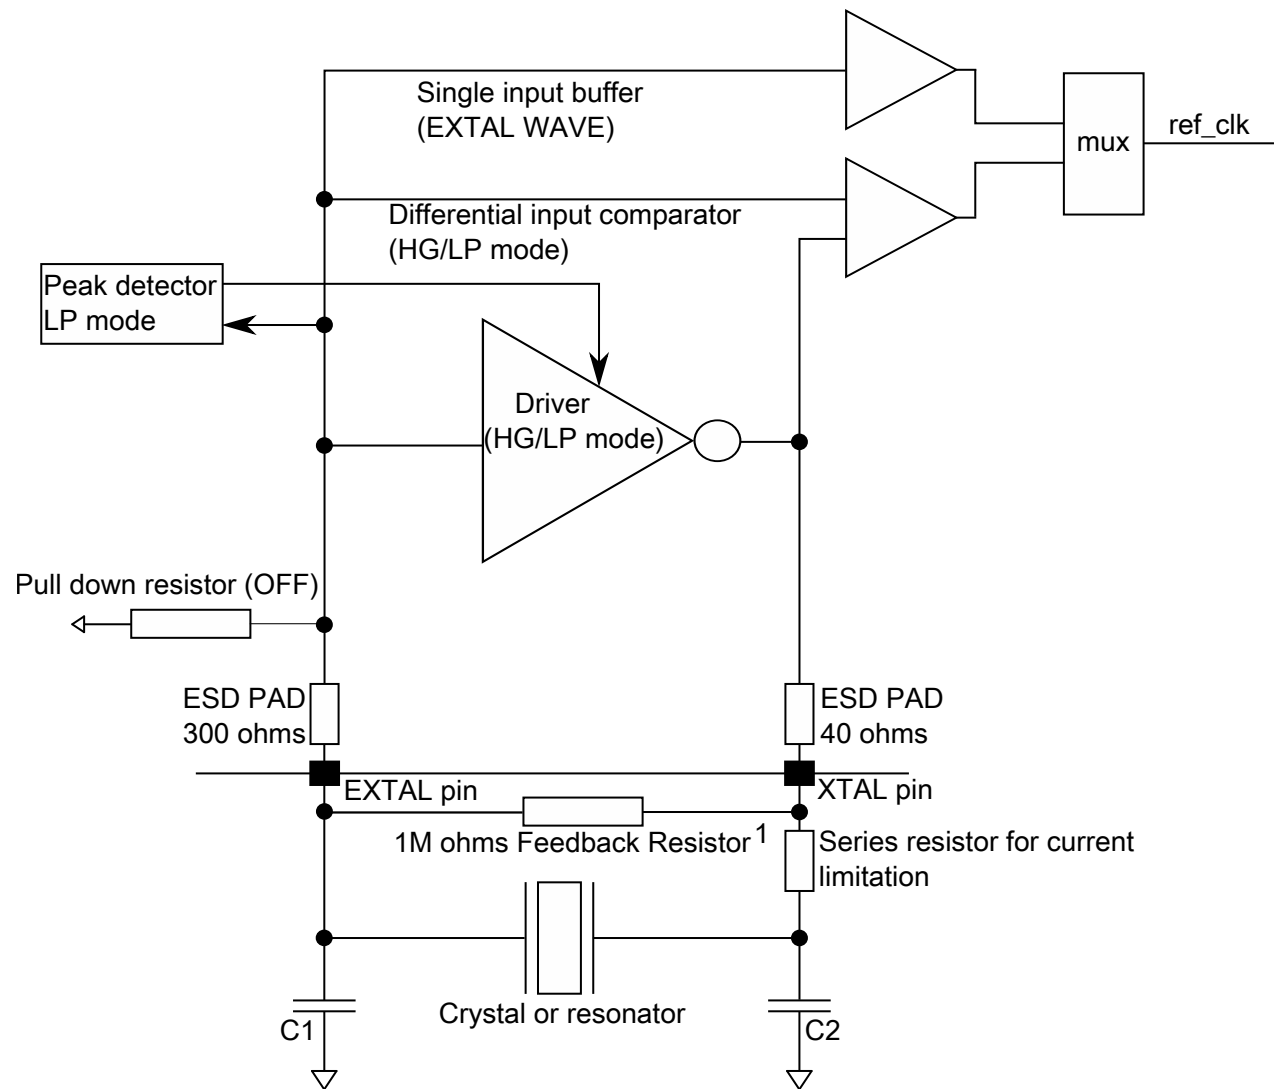 Single input buffer
(EXTAL WAVE)
ref_clk
mux
Differential input comparator
(HG/LP mode)
Peak detector
LP mode
Driver
(HG/LP mode)
Pull down resistor (OFF)
ESD PAD
300 ohms
ESD PAD
40 ohms
EXTAL pin
XTAL pin
1M ohms Feedback Resistor 1
Series resistor for current
limitation
Crystal or resonator
C1
C2